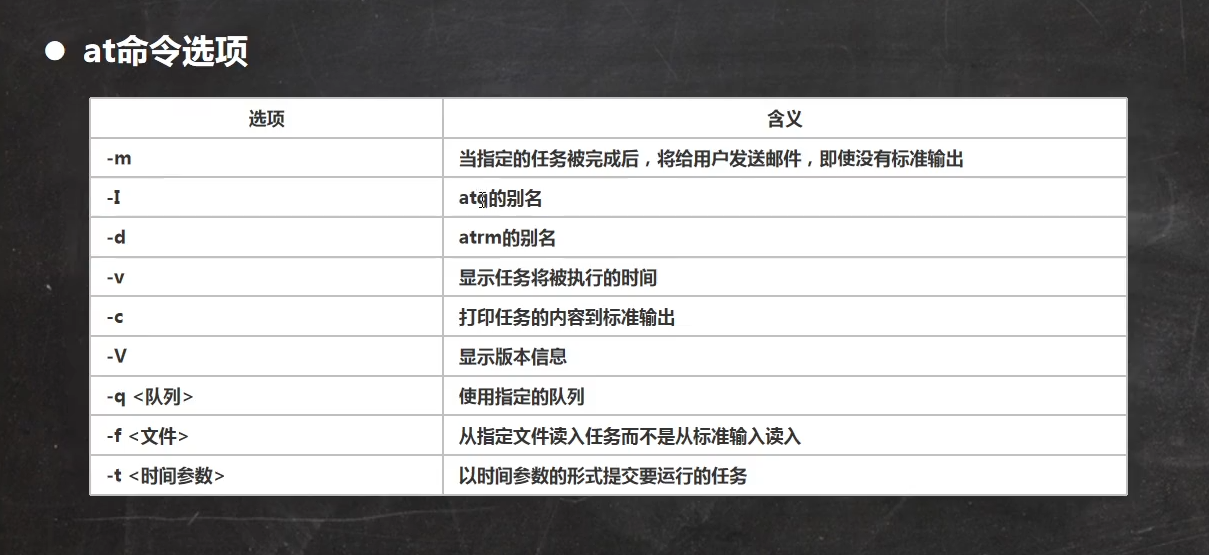 ● at命令选项
选项 含义
-m 当指定的任务被完成后，将给用户发送邮件，即使没有标准输出
-I atq的别名
-d atrm的别名
-v 显示任务将被执行的时间
-c 打印任务的内容到标准输出
-V 显示版本信息
-q <队列> 使用指定的队列
-f <文件> 从指定文件读入任务而不是从标准输入读入
-t <时间参数> 以时间参数的形式提交要运行的任务